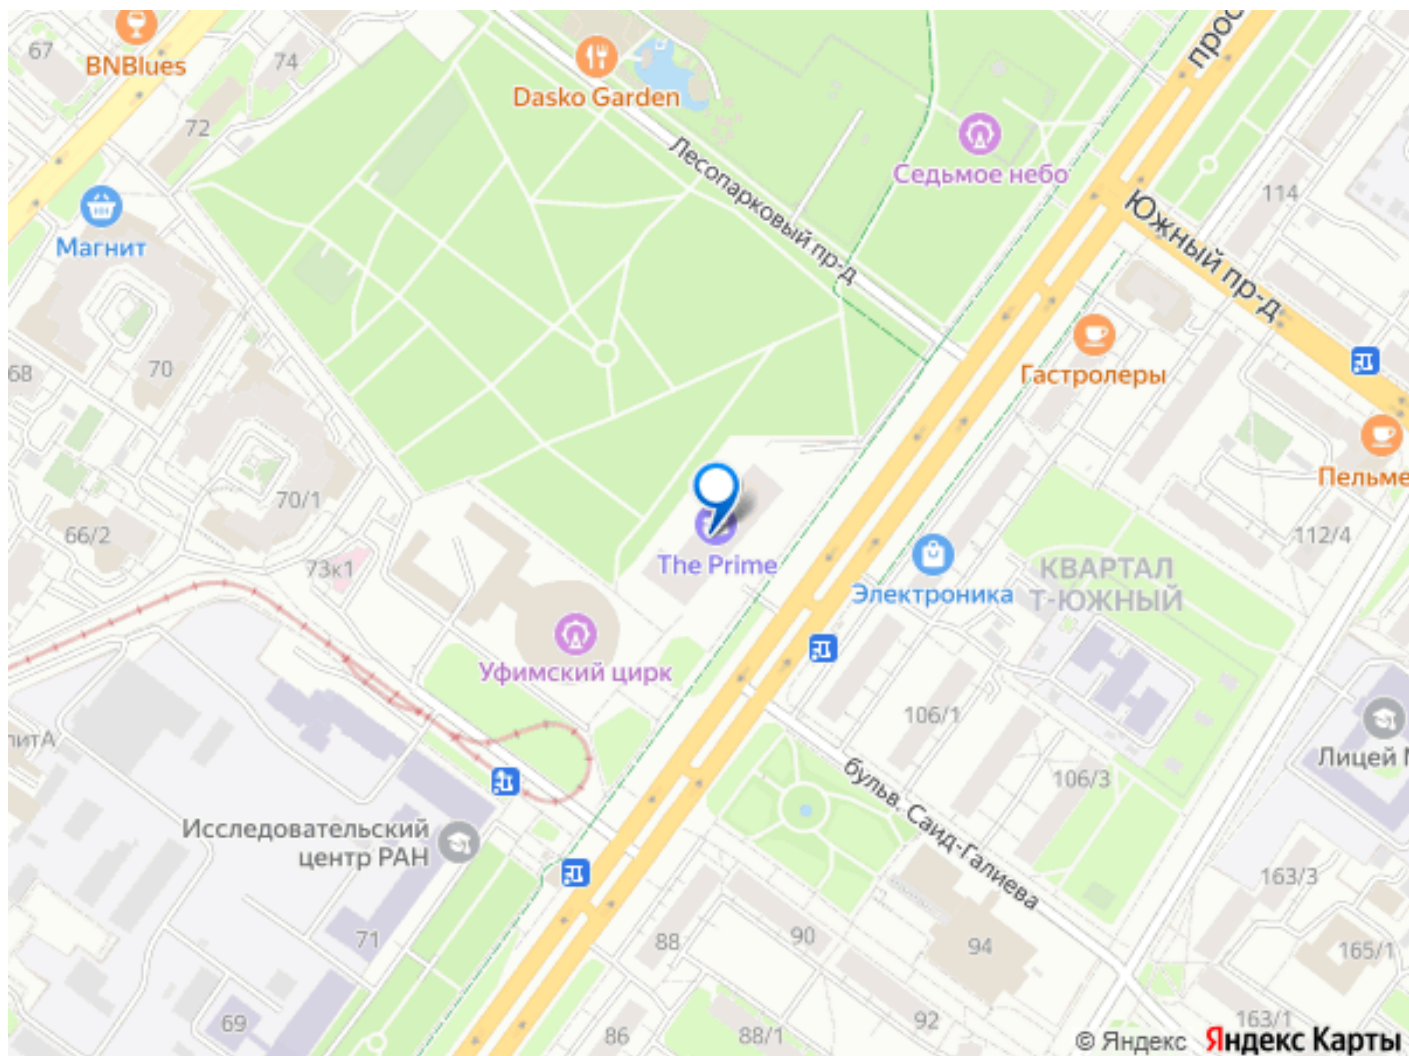 67
BNBlues
74
72
Dasko Garden
Седьмое небо
114
Магнит
Лесопарковый пр-д
Южный пр-д
68
70
Гастролеры
70/1
66/2
73к1
The Prime
Электроника
КВАРТАЛ
Т-ЮЖНЫЙ
112/4
Уфимский цирк
106/1
106/3
бульв. Саид-Галиева
Исследовательский
центр РАН
Лицей
163/3
71
88
90
94
165/1
69
86
88/1
92
163/1
© Яндекс Яндекс Карты